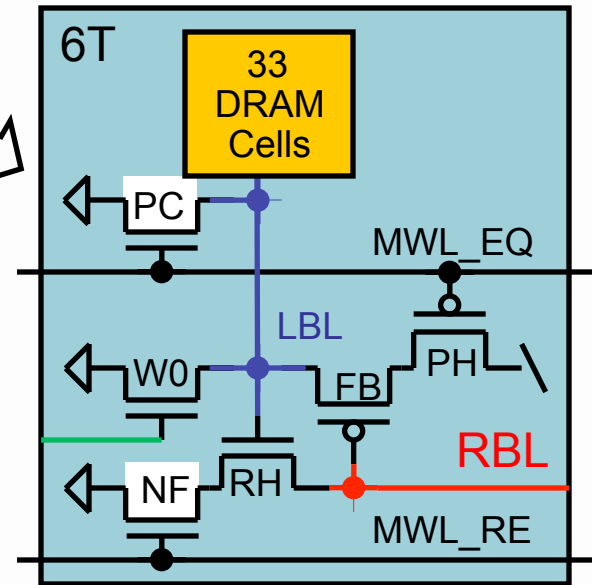 6T
33
DRAM
Cells
PC
MWL_EQ
LBL
PH
W0
FB
RBL
NF
RH
MWL_RE